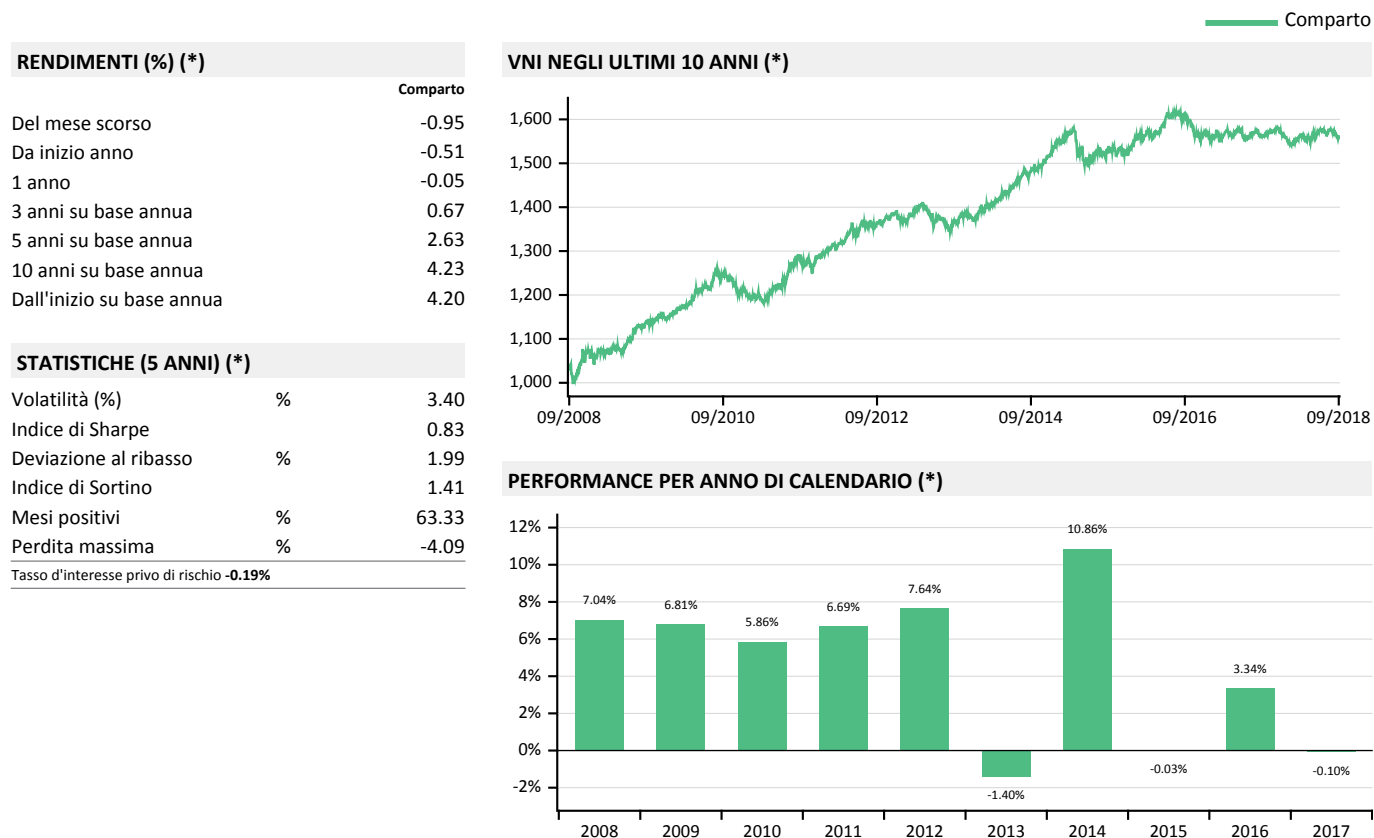 Comparto
RENDIMENTI (%) (*)
Comparto
Del mese scorso -0.95
Da inizio anno -0.51
1 anno -0.05
3 anni su base annua 0.67
5 anni su base annua 2.63
10 anni su base annua 4.23
Dall'inizio su base annua 4.20
STATISTICHE (5 ANNI) (*)
Volatilità (%) % 3.40
Indice di Sharpe 0.83
Deviazione al ribasso % 1.99
Indice di Sortino 1.41
Mesi positivi % 63.33
Perdita massima % -4.09
Tasso d'interesse privo di rischio -0.19%
VNI NEGLI ULTIMI 10 ANNI (*)
1,600
1,500
1,400
1,300
1,200
1,100
1,000
09/2008 09/2010 09/2012 09/2014 09/2016 09/2018
PERFORMANCE PER ANNO DI CALENDARIO (*)
12%
10%
8%
6%
4%
2%
0%
-2%
7.04% 6.81% 5.86% 6.69% 7.64% -1.40% 10.86% -0.03% 3.34% -0.10%
2008 2009 2010 2011 2012 2013 2014 2015 2016 2017